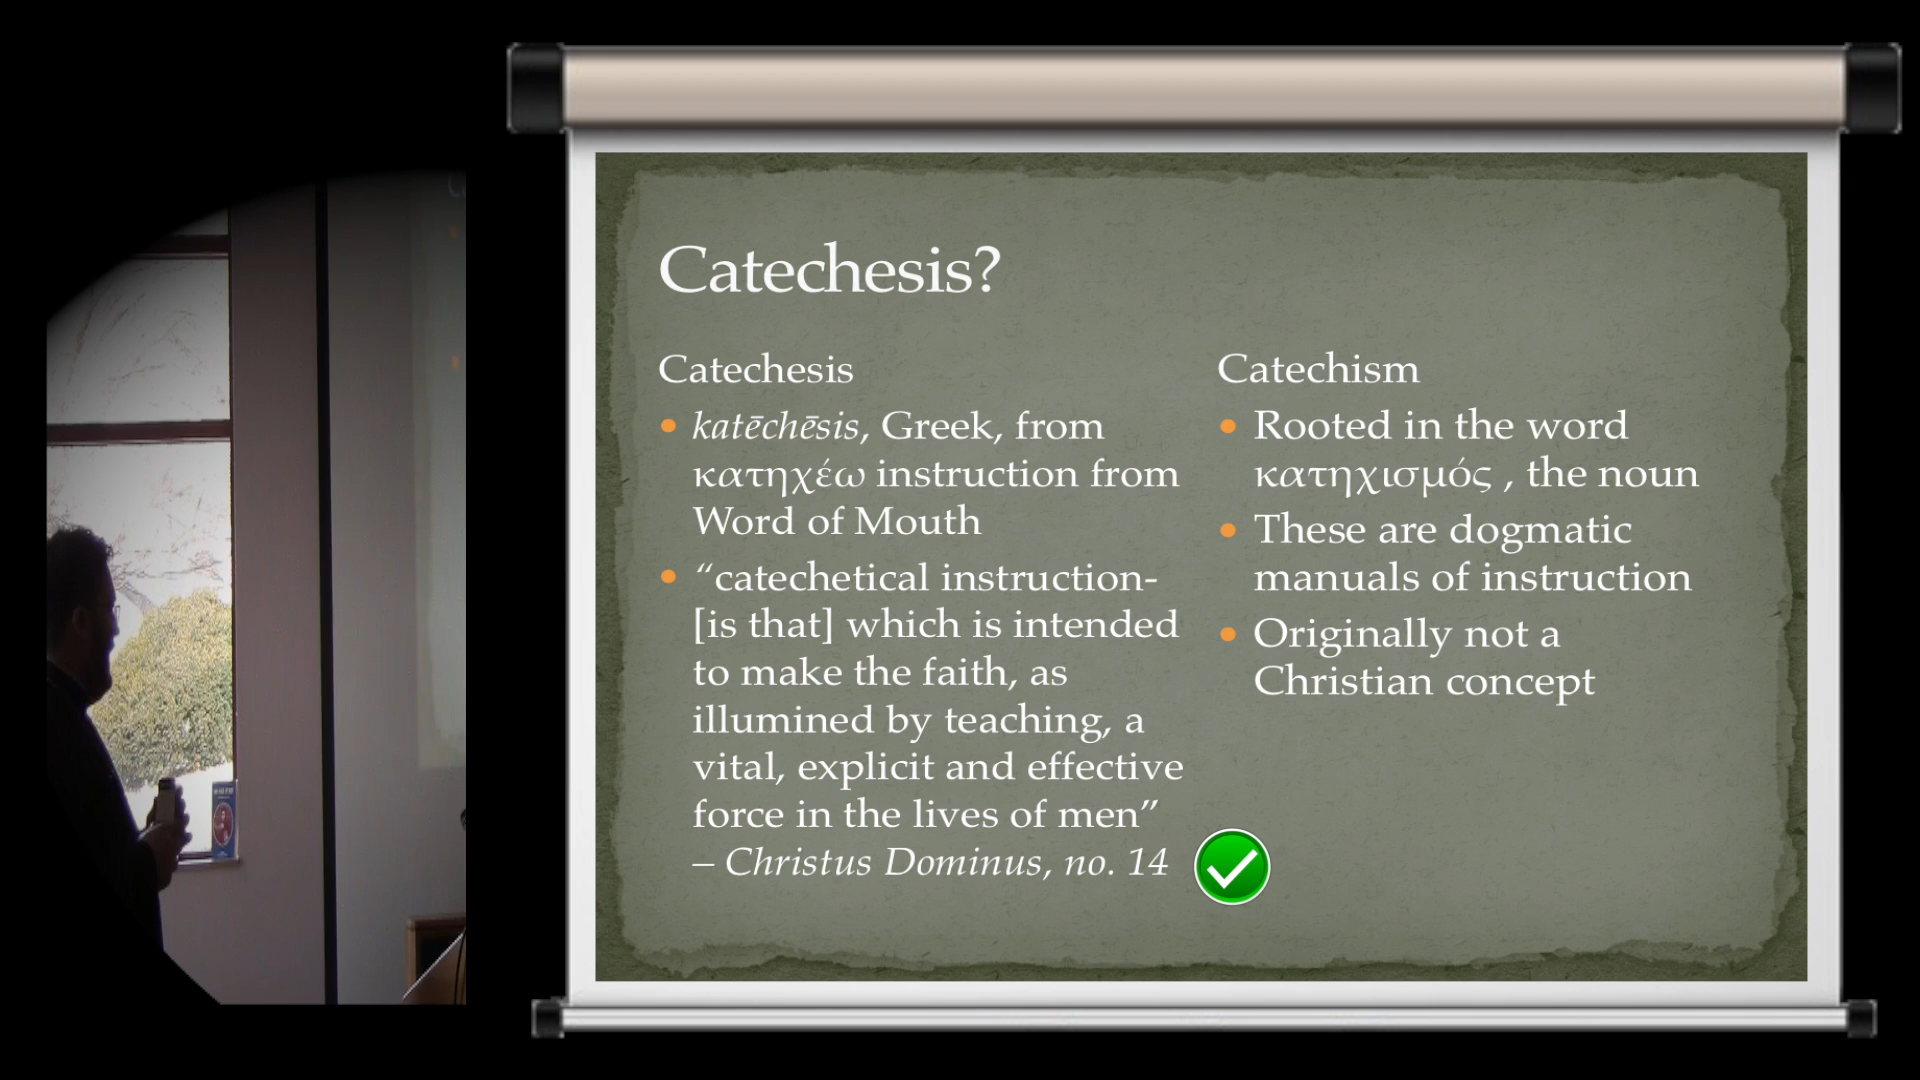 Catechesis?
Catechesis
• katēchēsis, Greek, from
κατηχέω instruction from
Word of Mouth
• “catechetical instruction-
[is that] which is intended
to make the faith, as
illumined by teaching, a
vital, explicit and effective
force in the lives of men”
– Christus Dominus, no. 14
Catechism
• Rooted in the word
κατηχισμός , the noun
• These are dogmatic
manuals of instruction
• Originally not a
Christian concept